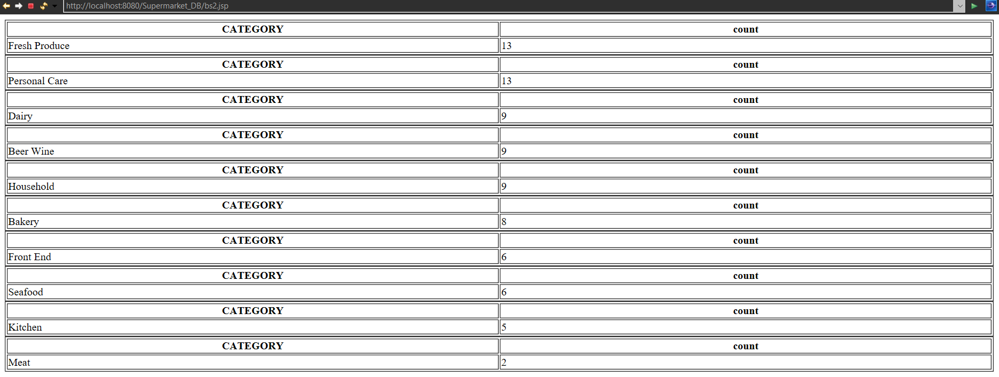 http://localhost:8080/Supermarket_DB/bs2.jsp
CATEGORY count
Fresh Produce 13
CATEGORY count
Personal Care 13
CATEGORY count
Dairy 9
CATEGORY count
Beer Wine 9
CATEGORY count
Household 9
CATEGORY count
Bakery 8
CATEGORY count
Front End 6
CATEGORY count
Seafood 6
CATEGORY count
Kitchen 5
CATEGORY count
Meat 2